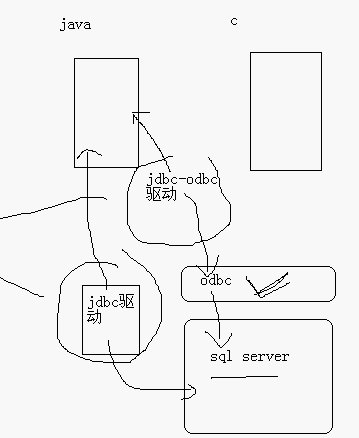 java
c
jdbc-odbc
驱动
odbc
jdbc驱
动
sql server